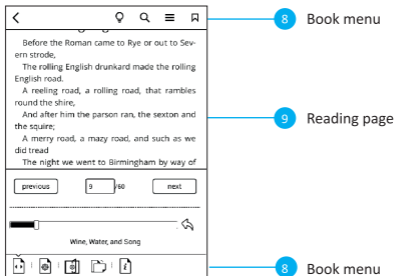 8 Book menu
Before the Roman came to Rye or out to Sev-
ern strode,
The rolling English drunkard made the rolling
English road.
A reeling road, a rolling road, that rambles
round the shire,
9 Reading page
And after him the parson ran, the sexton and
the squire;
A merry road, a mazy road, and such as we
did tread
The night we went to Birmingham by way of
previous 9 /60 next
Wine, Water, and Song
i
8 Book menu